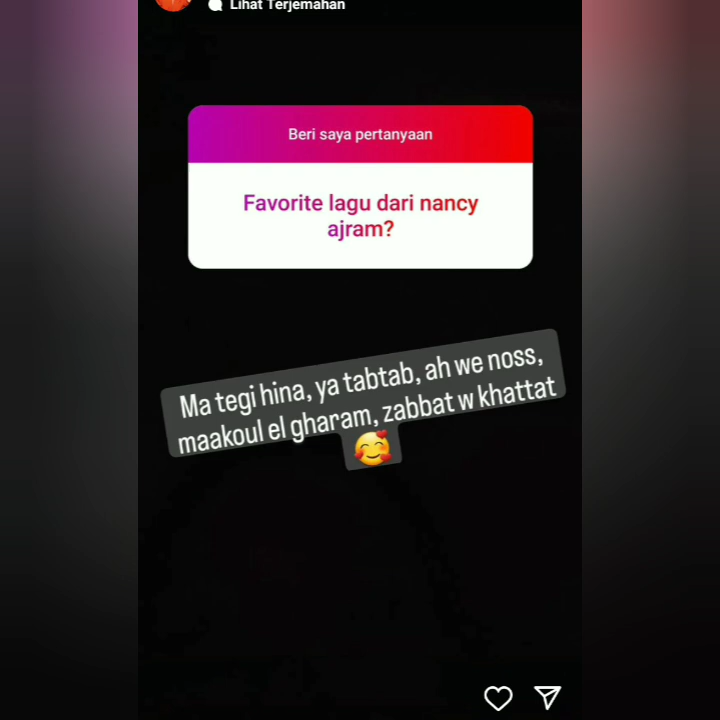 Lihat Terjemahan
Beri saya pertanyaan
Favorite lagu dari nancy
ajram?
Ma tegi hina, ya tabtab, ah we noss,
maakoul el gharam, zabbat w khattat
🥰